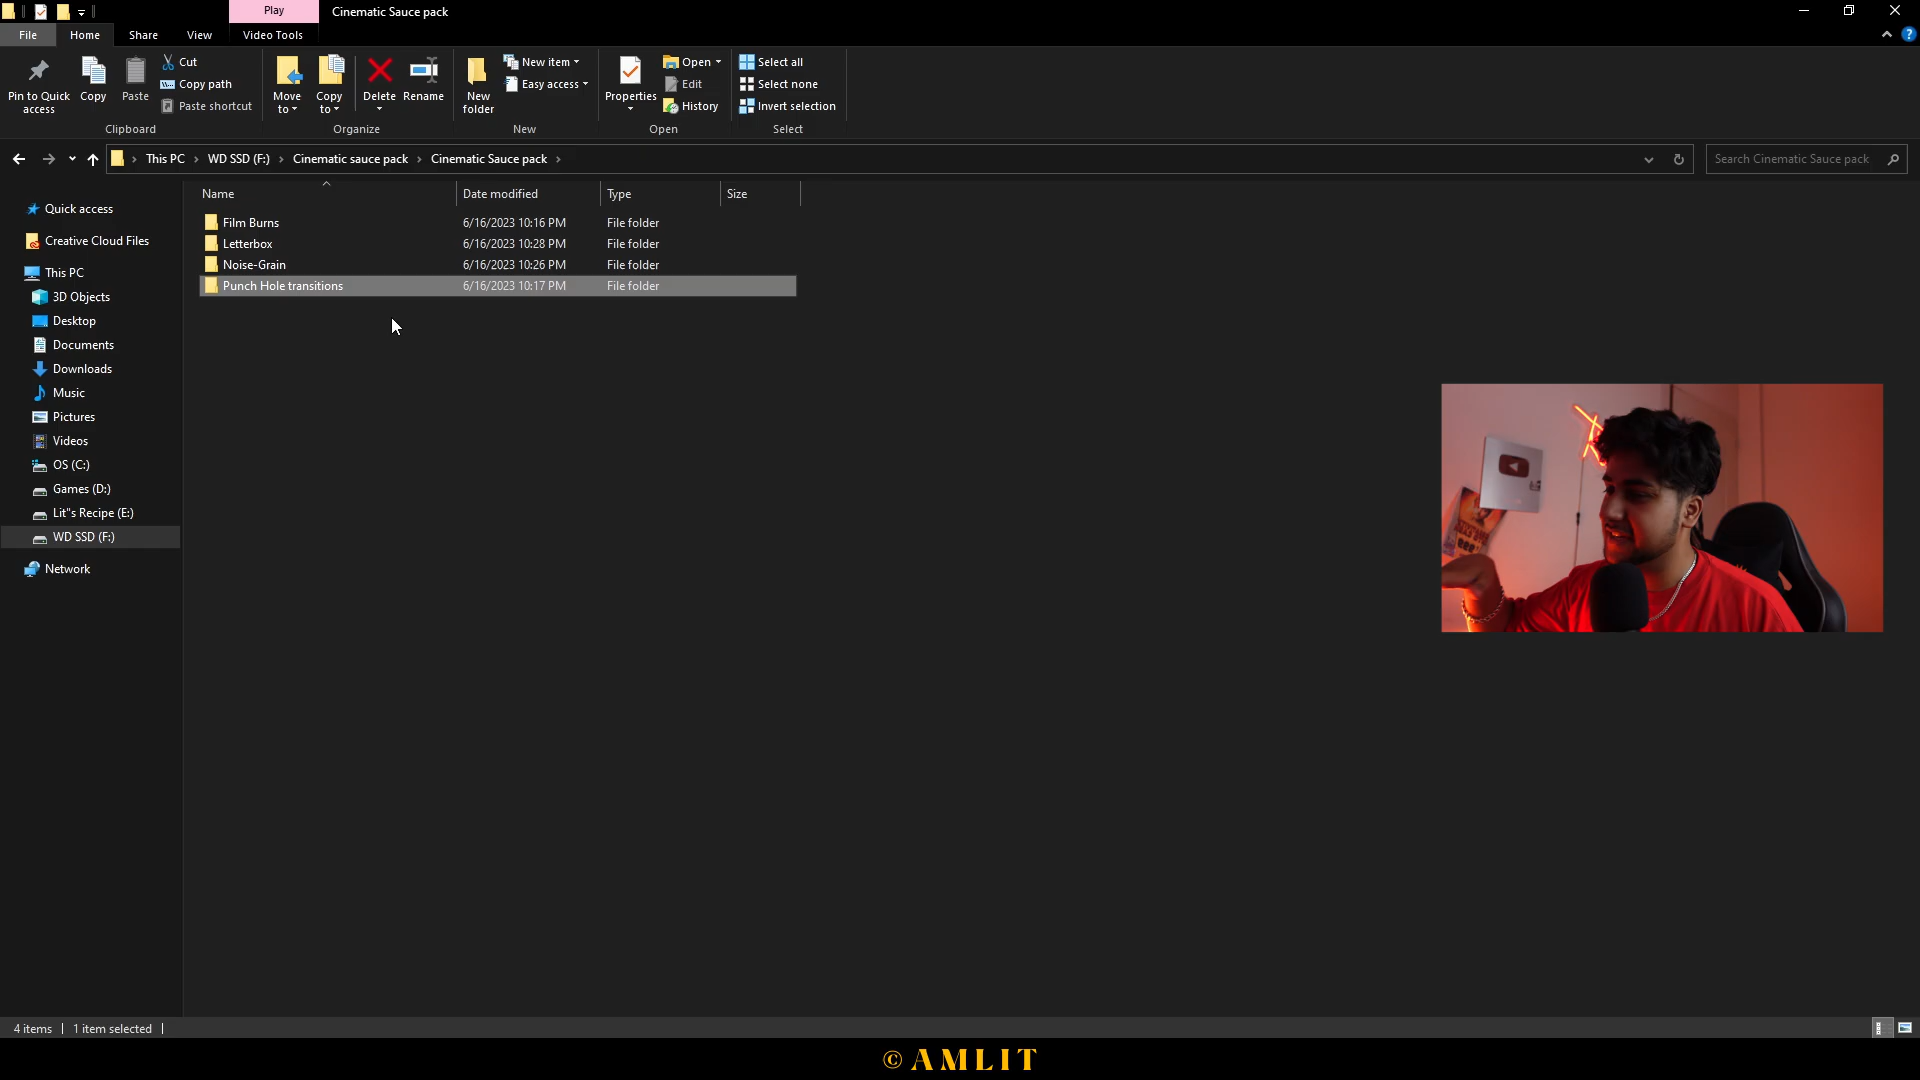 Play
Cinematic Sauce pack
File
Home
Share
View
Video Tools
Pin to Quick access
Copy
Paste
Cut
Copy path
Paste shortcut
Clipboard
Move to
Copy to
Delete
Rename
Organize
New folder
New item
Easy access
New
Properties
Open
Edit
History
Open
Select all
Select none
Invert selection
Select
This PC > WD SSD (F:) > Cinematic sauce pack > Cinematic Sauce pack >
Search Cinematic Sauce pack
Name Date modified Type Size
Film Burns 6/16/2023 10:16 PM File folder
Letterbox 6/16/2023 10:28 PM File folder
Noise-Grain 6/16/2023 10:26 PM File folder
Punch Hole transitions 6/16/2023 10:17 PM File folder
Quick access
Creative Cloud Files
This PC
3D Objects
Desktop
Documents
Downloads
Music
Pictures
Videos
OS (C:)
Games (D:)
Lit"s Recipe (E:)
WD SSD (F:)
Network
4 items | 1 item selected |
© AMLIT